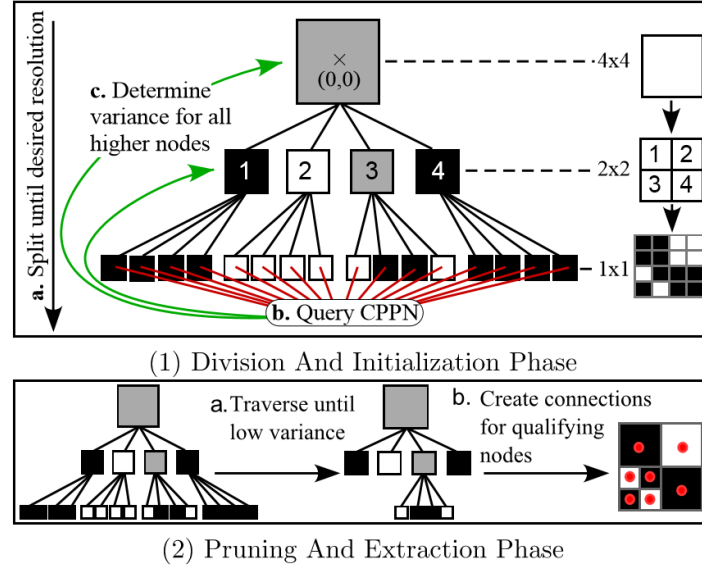 a. Split until desired resolution
c. Determine
variance for all
higher nodes
×
(0,0)
4x4
1
2
3
4
2x2
1 2
3 4
1x1
b. Query CPPN
(1) Division And Initialization Phase
a. Traverse until
low variance
b. Create connections
for qualifying
nodes
(2) Pruning And Extraction Phase